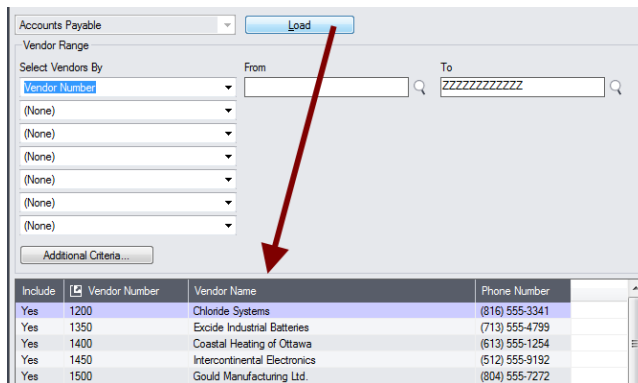 Accounts Payable Load
Vendor Range
Select Vendors By From To
Vendor Number ZZZZZZZZZZZZ
(None)
(None)
(None)
(None)
(None)
(None)
Additional Criteria...
Include Vendor Number Vendor Name Phone Number
Yes 1200 Chloride Systems (816) 555-3341
Yes 1350 Excide Industrial Batteries (713) 555-4799
Yes 1400 Coastal Heating of Ottawa (613) 555-1254
Yes 1450 Intercontinental Electronics (512) 555-9192
Yes 1500 Gould Manufacturing Ltd. (804) 555-7272